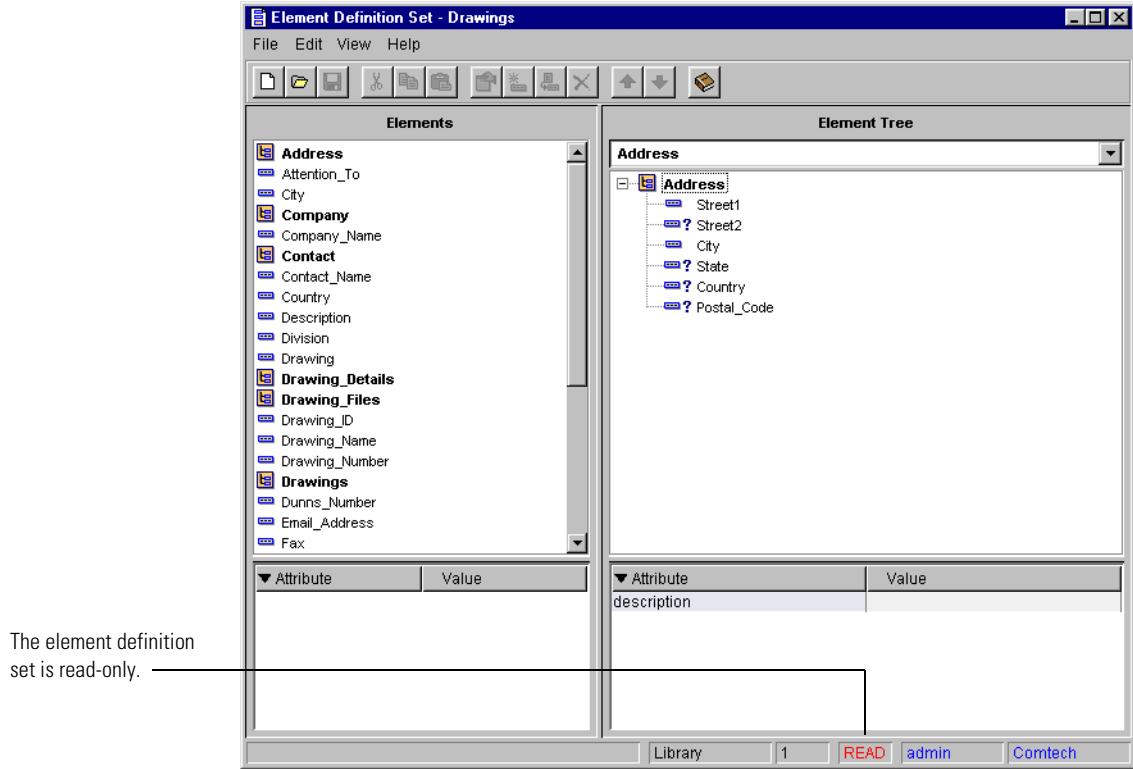 Element Definition Set - Drawings
File Edit View Help
Elements
Address
Attention_To
City
Company
Company_Name
Contact
Contact_Name
Country
Description
Division
Drawing
Drawing_Details
Drawing_Files
Drawing_ID
Drawing_Name
Drawing_Number
Drawings
Dunns_Number
Email_Address
Fax
Attribute Value
Element Tree
Address
Address
Street1
? Street2
City
? State
? Country
? Postal_Code
Attribute Value
description
The element definition
set is read-only.
Library 1 READ admin Comtech